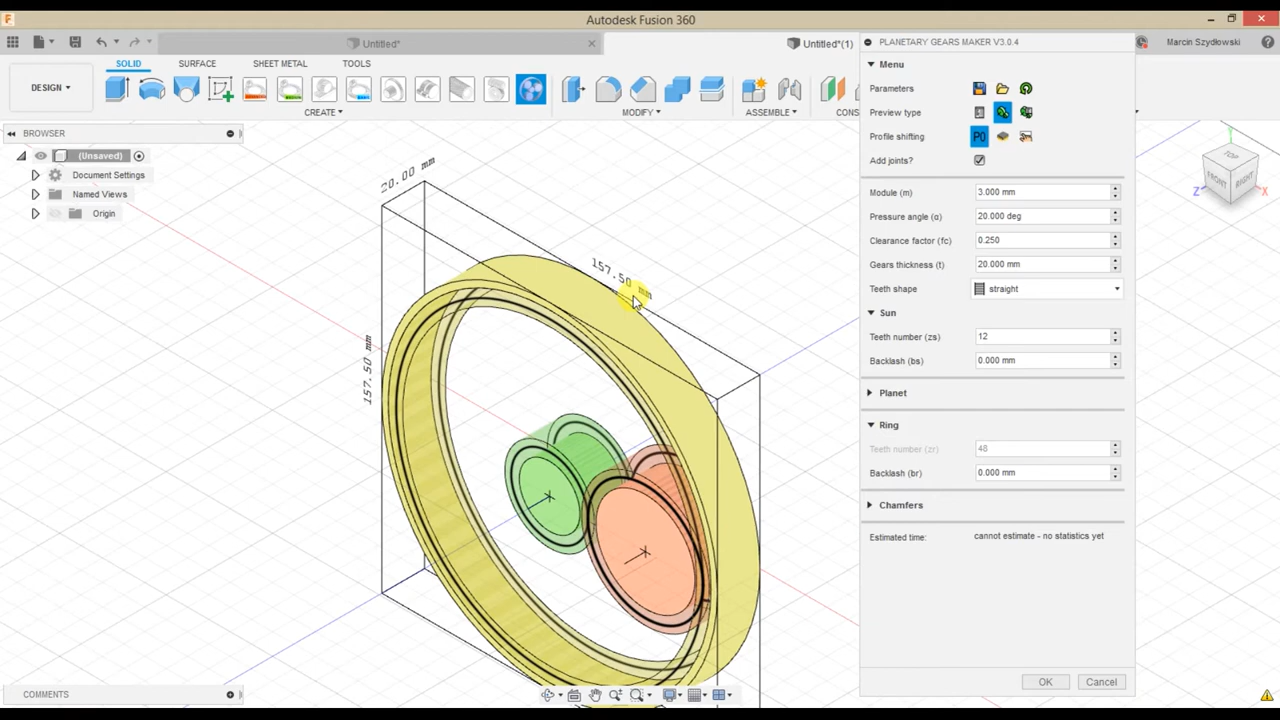 Autodesk Fusion 360
Untitled*
Untitled*(1)
Marcin Szydłowski
SOLID
SURFACE
SHEET METAL
TOOLS
DESIGN
CREATE
MODIFY
ASSEMBLE
CONS
BROWSER
(Unsaved)
Document Settings
Named Views
Origin
20.00 mm
157.50 mm
157.50 mm
TOP
FRONT
RIGHT
Y
Z
X
PLANETARY GEARS MAKER V3.0.4
Menu
Parameters
Preview type
Profile shifting
P0
Add joints?
Module (m)
3.000 mm
Pressure angle (α)
20.000 deg
Clearance factor (fc)
0.250
Gears thickness (t)
20.000 mm
Teeth shape
straight
Sun
Teeth number (zs)
12
Backlash (bs)
0.000 mm
Planet
Ring
Teeth number (zr)
48
Backlash (br)
0.000 mm
Chamfers
Estimated time:
cannot estimate - no statistics yet
OK
Cancel
COMMENTS